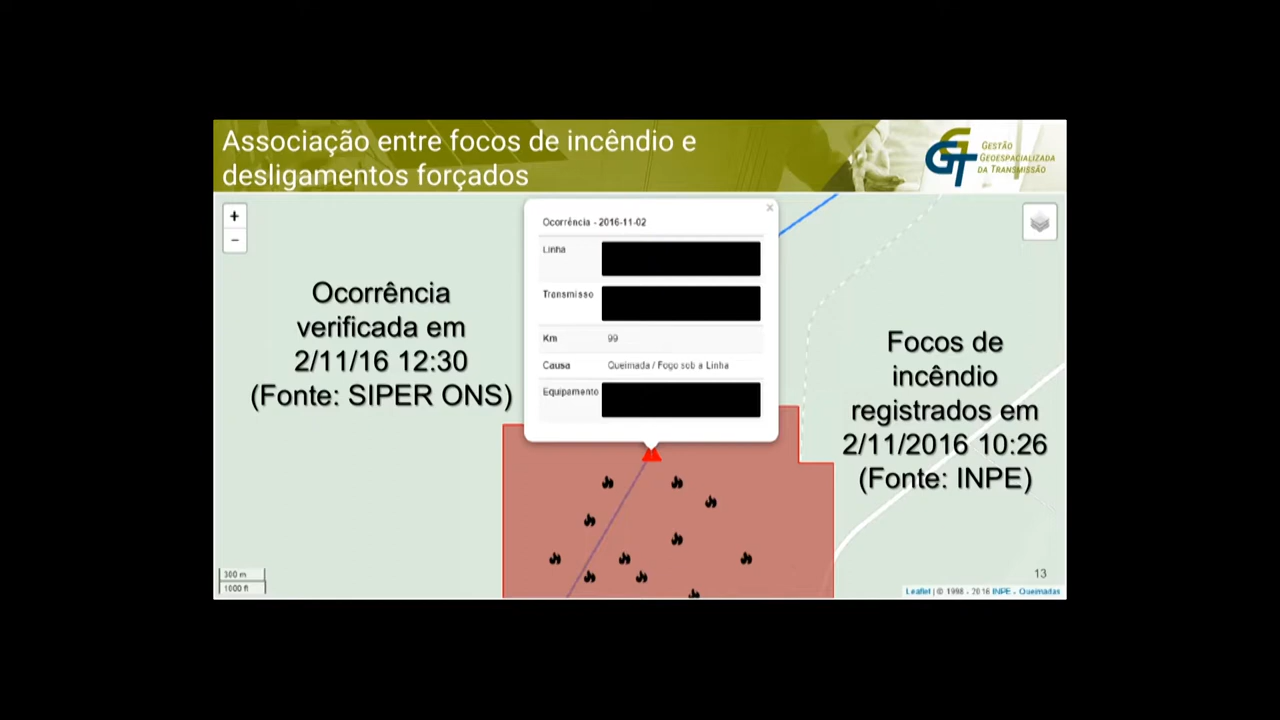 Associação entre focos de incêndio e
desligamentos forçados
GGT
GESTÃO
GEOESPACIALIZADA
DA TRANSMISSÃO
+
−
×
Ocorrência - 2016-11-02
Linha
Transmisso
Km 99
Causa Queimada / Fogo sob a Linha
Equipamento
Ocorrência
verificada em
2/11/16 12:30
(Fonte: SIPER ONS)
Focos de
incêndio
registrados em
2/11/2016 10:26
(Fonte: INPE)
300 m
1000 ft
13
Leaflet | © 1998 - 2016 INPE - Queimadas